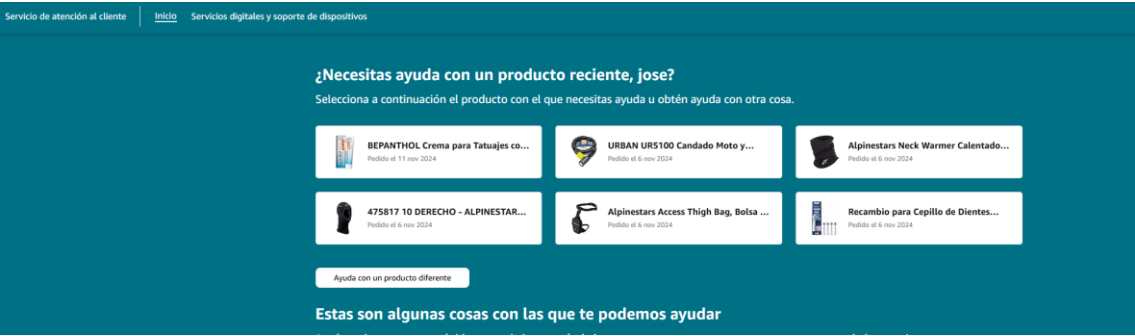 Servicio de atención al cliente Inicio Servicios digitales y soporte de dispositivos
¿Necesitas ayuda con un producto reciente, jose?
Selecciona a continuación el producto con el que necesitas ayuda u obtén ayuda con otra cosa.
BEPANTHOL Crema para Tatuajes co...
Pedido el 11 nov 2024
URBAN UR5100 Candado Moto y...
Pedido el 6 nov 2024
Alpinestars Neck Warmer Calentado...
Pedido el 6 nov 2024
475817 10 DERECHO - ALPINESTAR...
Pedido el 6 nov 2024
Alpinestars Access Thigh Bag, Bolsa ...
Pedido el 6 nov 2024
Recambio para Cepillo de Dientes...
Pedido el 6 nov 2024
Ayuda con un producto diferente
Estas son algunas cosas con las que te podemos ayudar